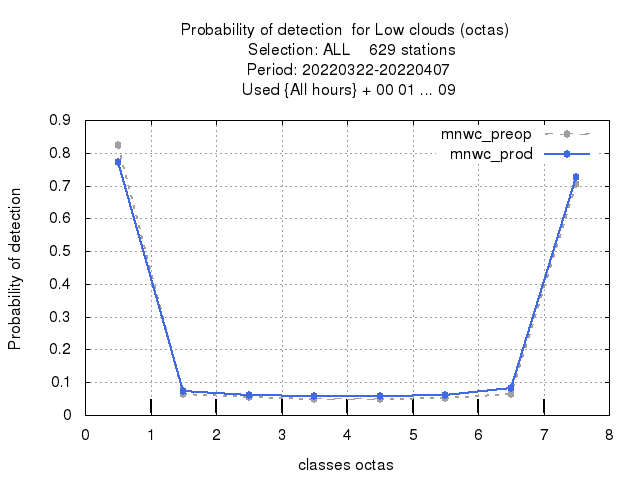 Probability of detection  for Low clouds (octas)
Selection: ALL    629 stations
Period: 20220322-20220407
Used {All hours} + 00 01 ... 09
mnwc_preop
mnwc_prod
Probability of detection
0.9
0.8
0.7
0.6
0.5
0.4
0.3
0.2
0.1
0
0 1 2 3 4 5 6 7 8
classes octas